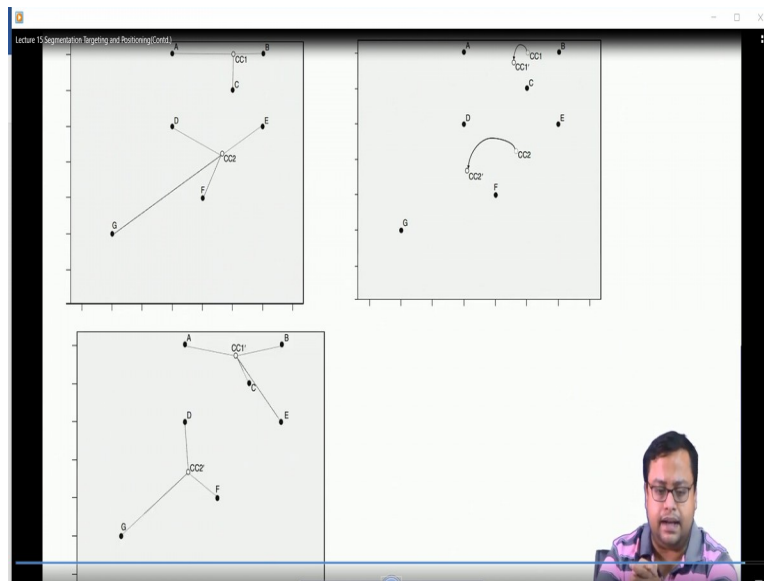 Lecture 15 Segmentation Targeting and Positioning(Contd.)
A
CC1
B
C
D
E
CC2
F
G
A
CC1
B
CC1'
C
D
E
CC2
CC2'
F
G
A
CC1'
B
C
D
E
CC2'
F
G